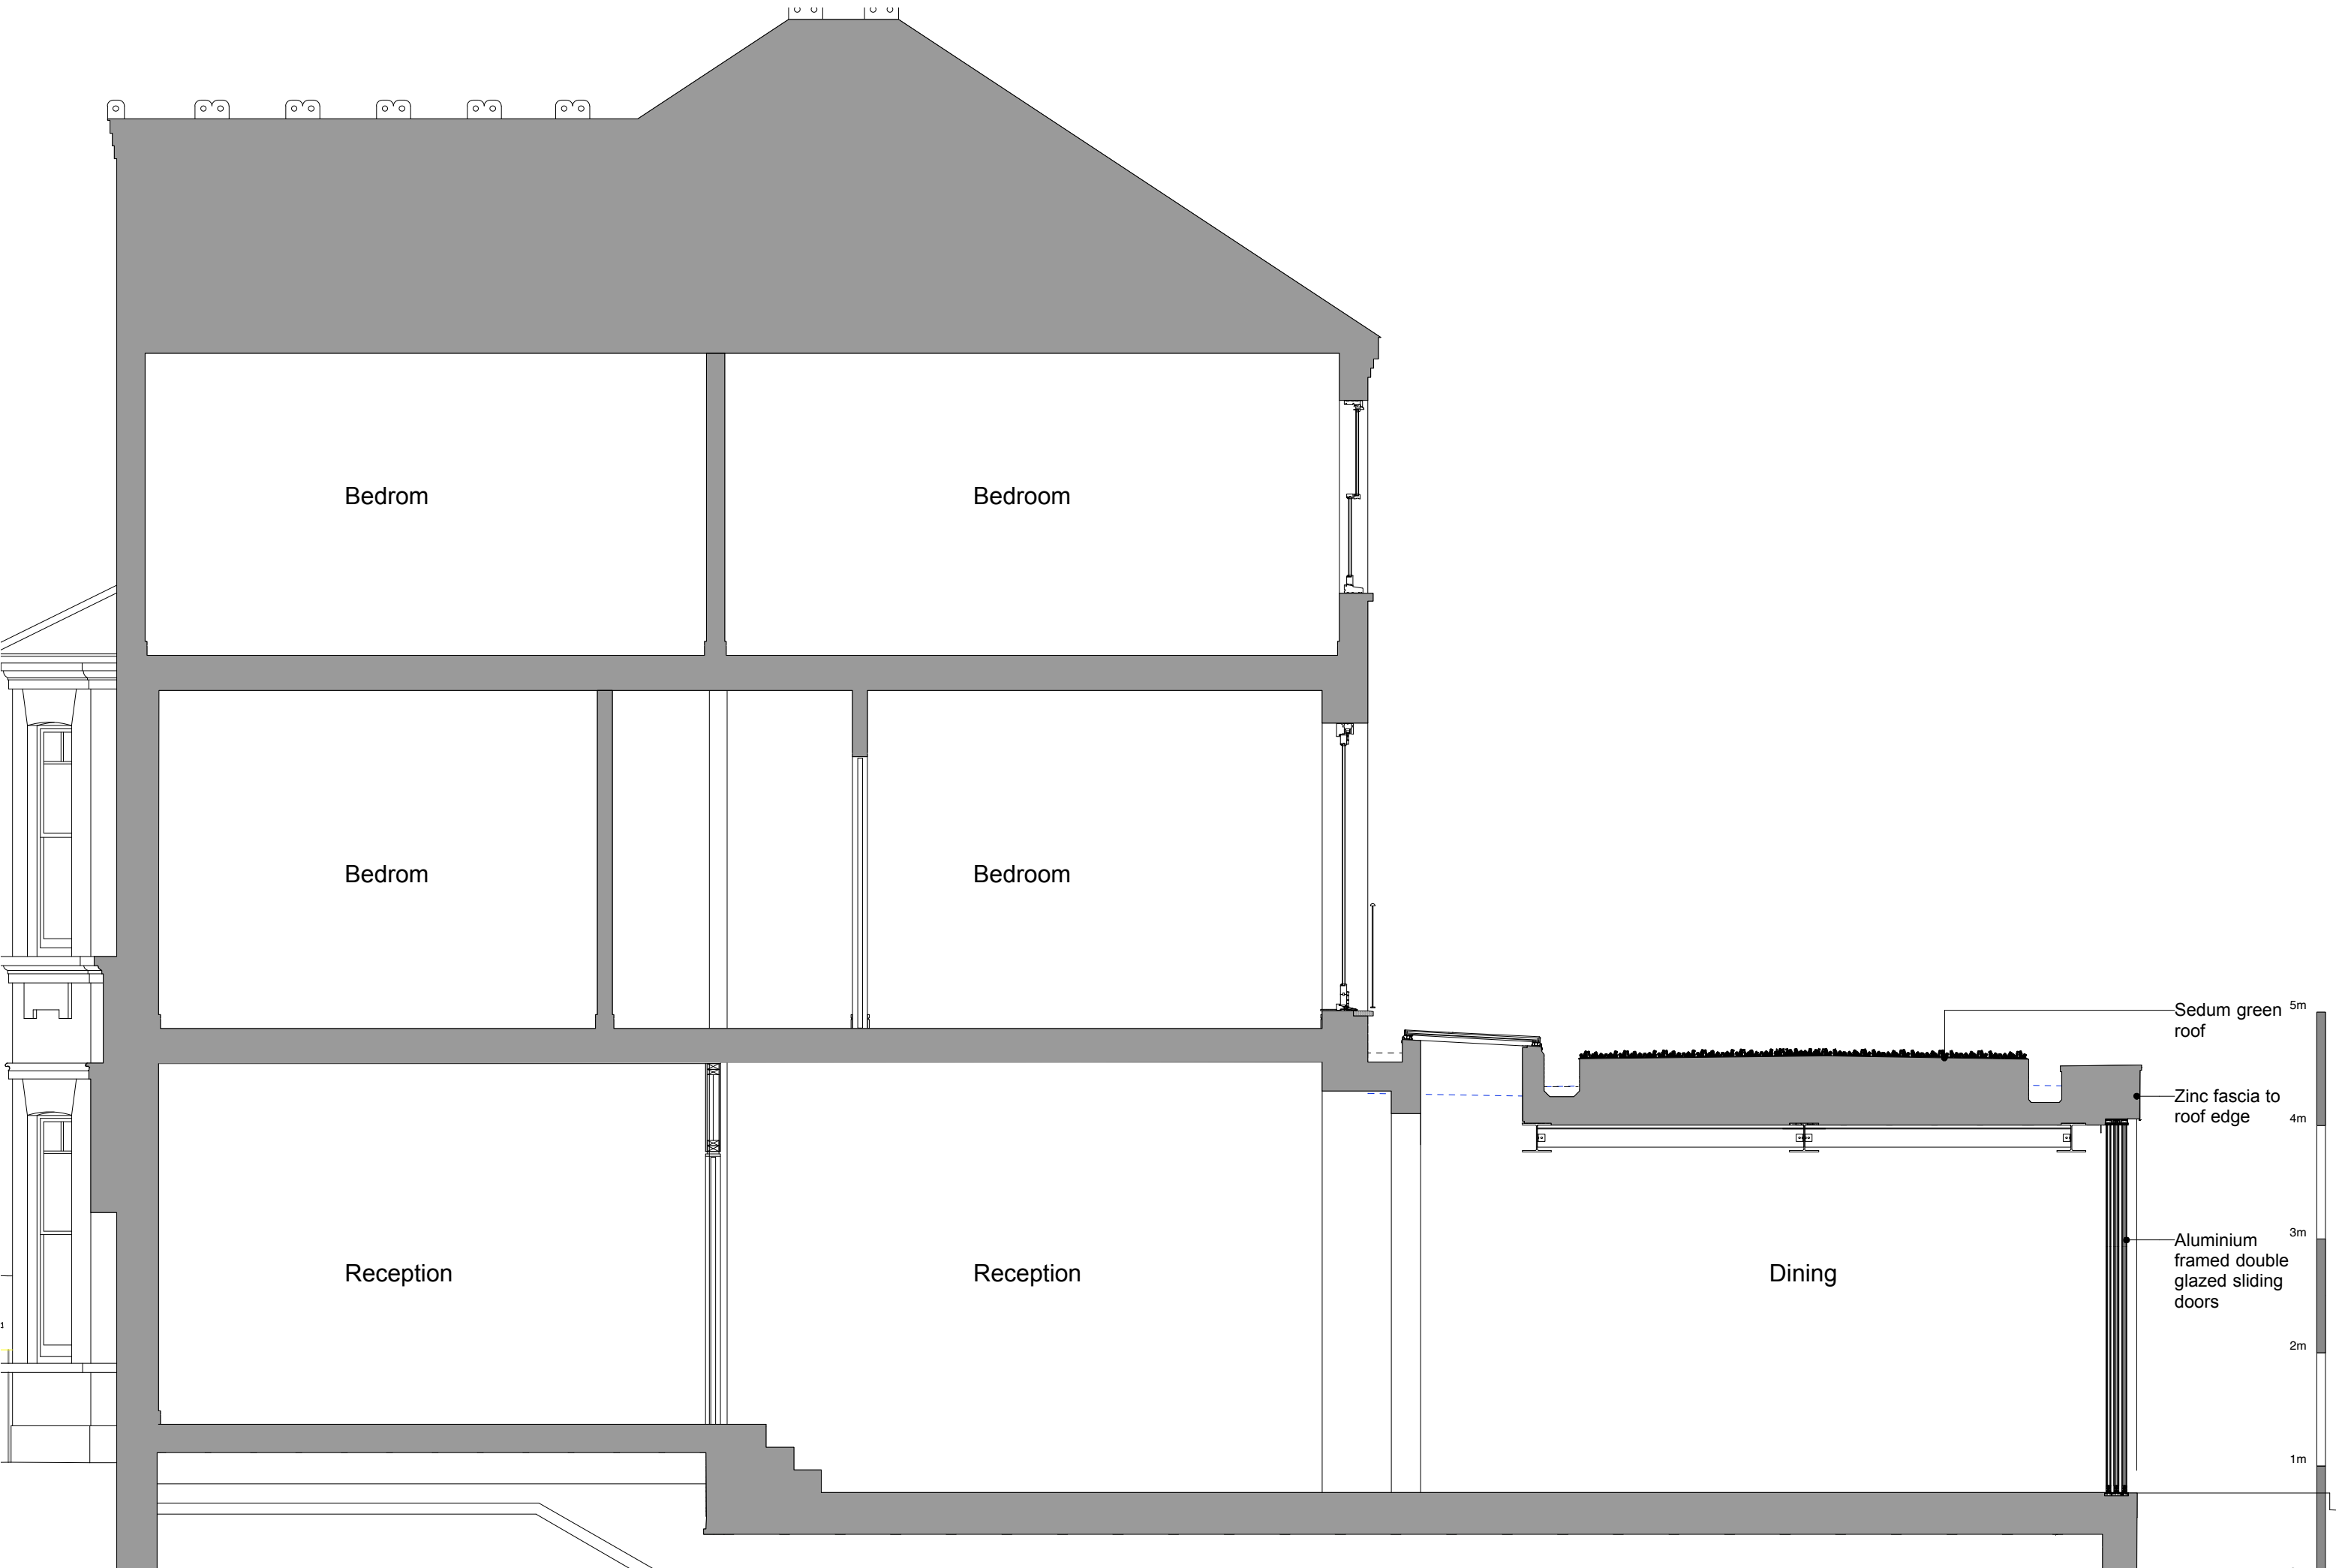 Bedrom
Bedroom
Bedrom
Bedroom
Sedum green
roof
5m
Zinc fascia to
roof edge
4m
3m
Aluminium
framed double
glazed sliding
doors
Reception
Reception
Dining
2m
1m